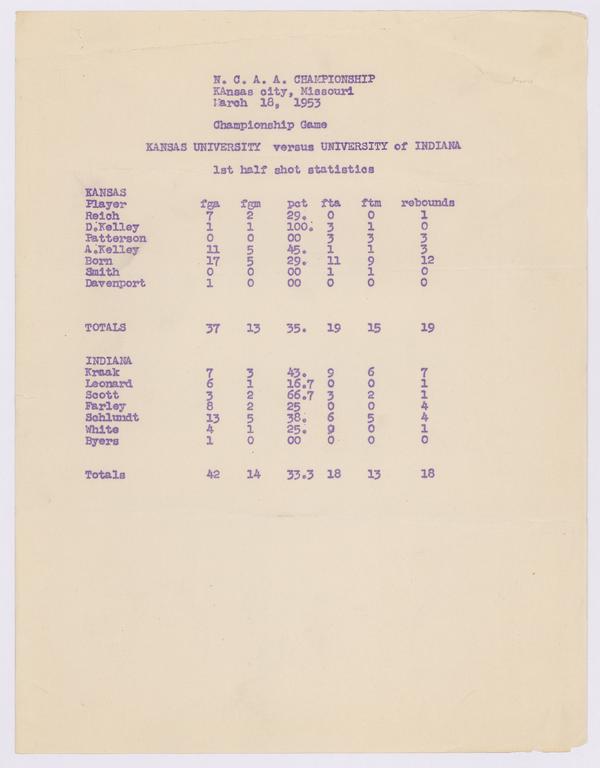 N. C. A. A. CHAMPIONSHIP
KAnsas city, Missouri
March 18, 1953
Championship Game
KANSAS UNIVERSITY versus UNIVERSITY of INDIANA
1st half shot statistics
KANSAS
Player fga fgm pct fta ftm rebounds
Reich 7 2 29. 0 0 1
D.Kelley 1 1 100. 3 1 0
Patterson 0 0 00 3 3 3
A.Kelley 11 5 45. 1 1 3
Born 17 5 29. 11 9 12
Smith 0 0 00 1 1 0
Davenport 1 0 00 0 0 0
TOTALS 37 13 35. 19 15 19
INDIANA
Kraak 7 3 43. 9 6 7
Leonard 6 1 16.7 0 0 1
Scott 3 2 66.7 3 2 1
Farley 8 2 25 0 0 4
Schlundt 13 5 38. 6 5 4
White 4 1 25. 0 0 1
Byers 1 0 00 0 0 0
Totals 42 14 33.3 18 13 18